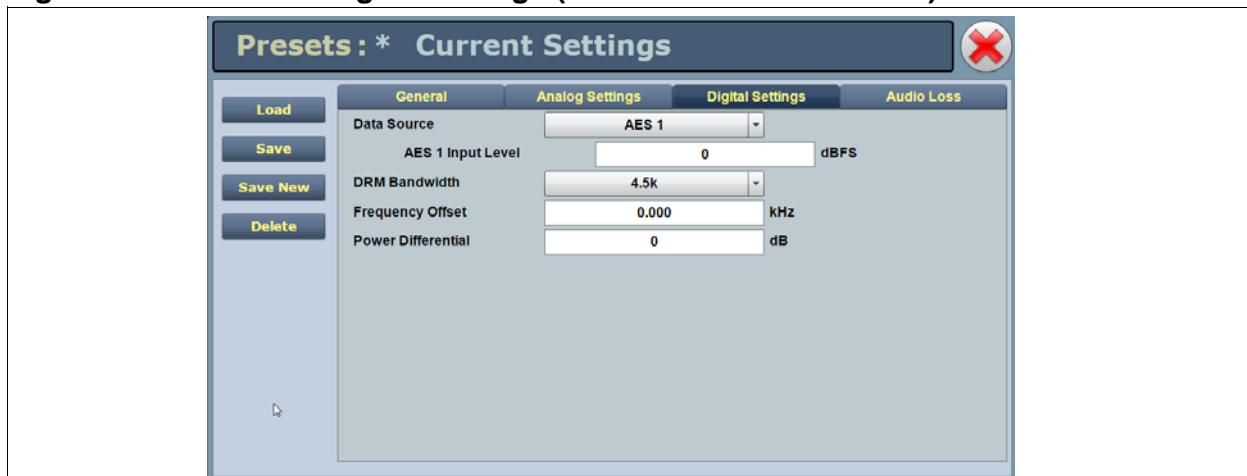 Presets:* Current Settings
General Analog Settings Digital Settings Audio Loss
Load
Save
Save New
Delete
Data Source AES 1
AES 1 Input Level 0 dBFS
DRM Bandwidth 4.5k
Frequency Offset 0.000 kHz
Power Differential 0 dB